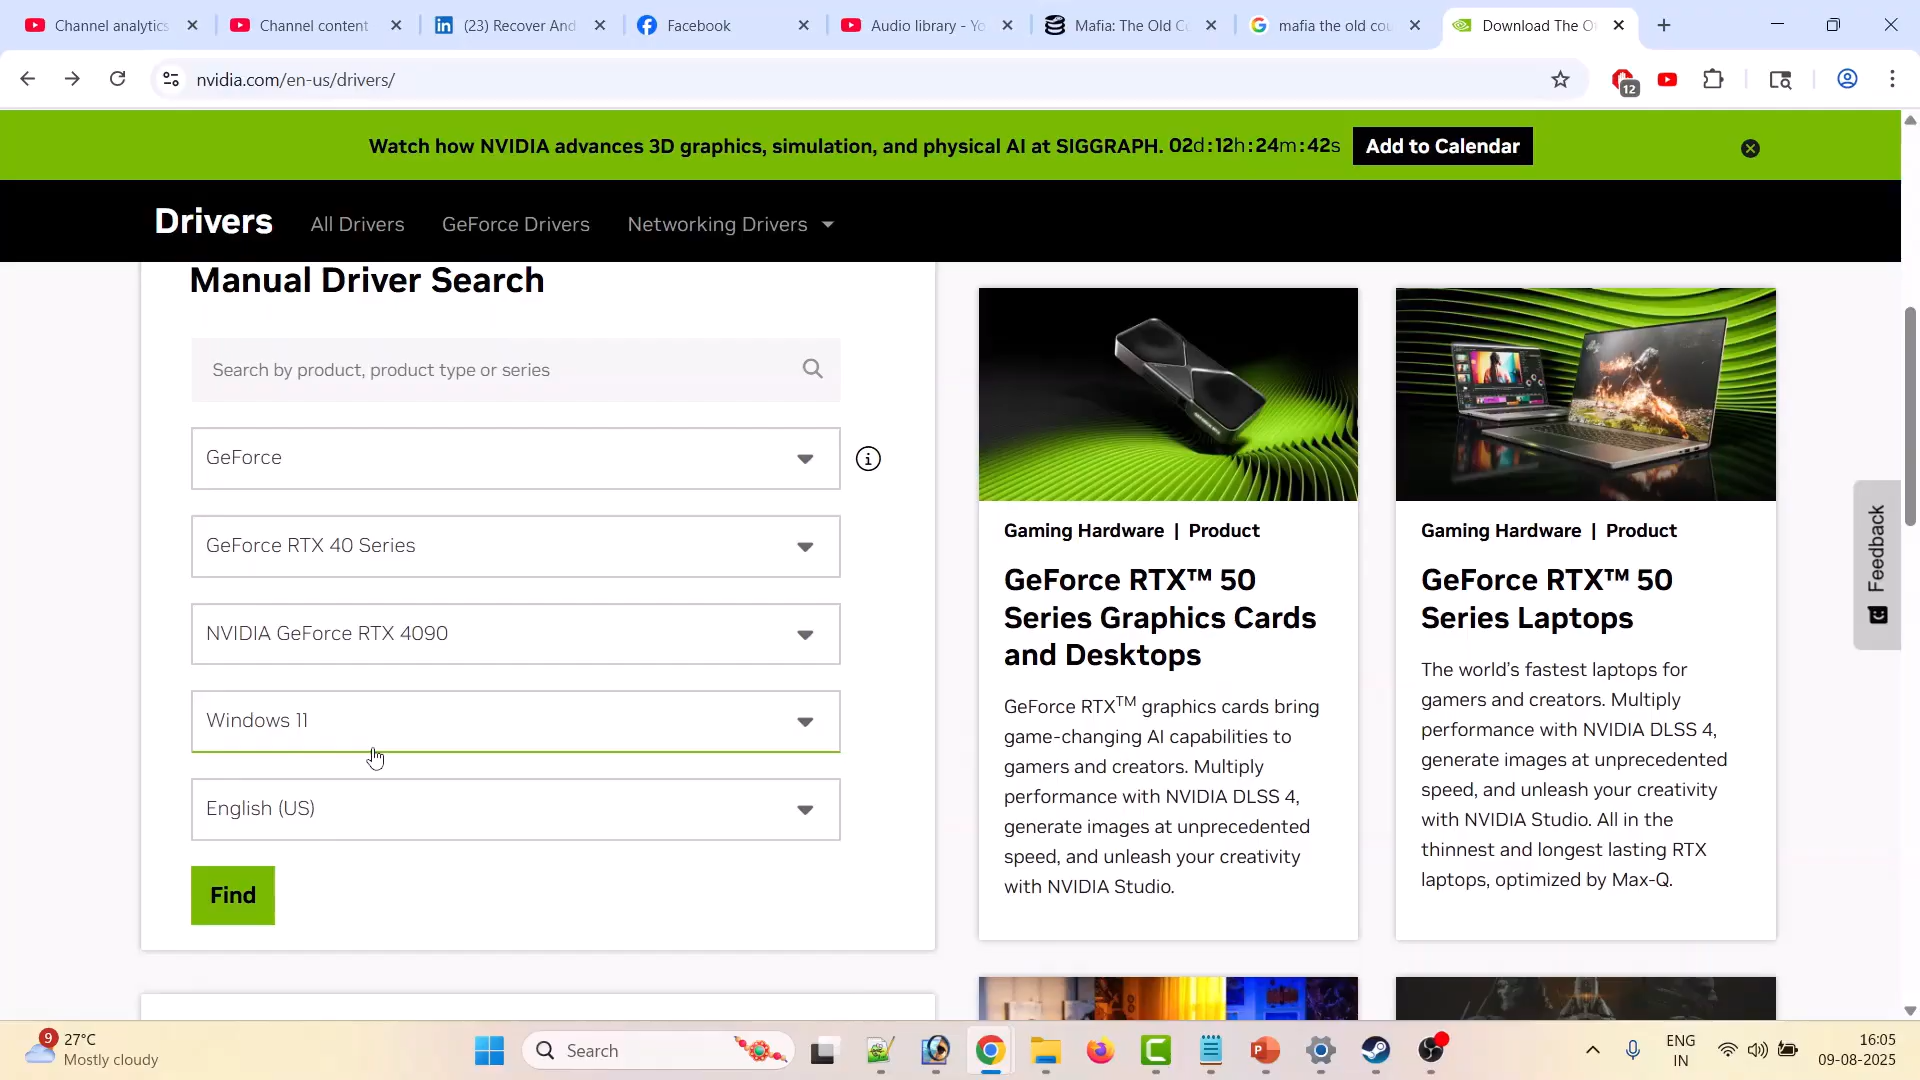 Channel analytics
Channel content
(23) Recover And
Facebook
Audio library - Yo
Mafia: The Old C
mafia the old cou
Download The O
nvidia.com/en-us/drivers/
12
Watch how NVIDIA advances 3D graphics, simulation, and physical AI at SIGGRAPH. 02d:12h:24m:42s
Add to Calendar
Drivers
All Drivers
GeForce Drivers
Networking Drivers
Manual Driver Search
Search by product, product type or series
GeForce
GeForce RTX 40 Series
NVIDIA GeForce RTX 4090
Windows 11
English (US)
Find
Gaming Hardware | Product
GeForce RTX™ 50
Series Graphics Cards
and Desktops
GeForce RTX™ graphics cards bring
game-changing AI capabilities to
gamers and creators. Multiply
performance with NVIDIA DLSS 4,
generate images at unprecedented
speed, and unleash your creativity
with NVIDIA Studio.
Gaming Hardware | Product
GeForce RTX™ 50
Series Laptops
The world's fastest laptops for
gamers and creators. Multiply
performance with NVIDIA DLSS 4,
generate images at unprecedented
speed, and unleash your creativity
with NVIDIA Studio. All in the
thinnest and longest lasting RTX
laptops, optimized by Max-Q.
Feedback
9
27°C
Mostly cloudy
Search
ENG
IN
16:05
09-08-2025